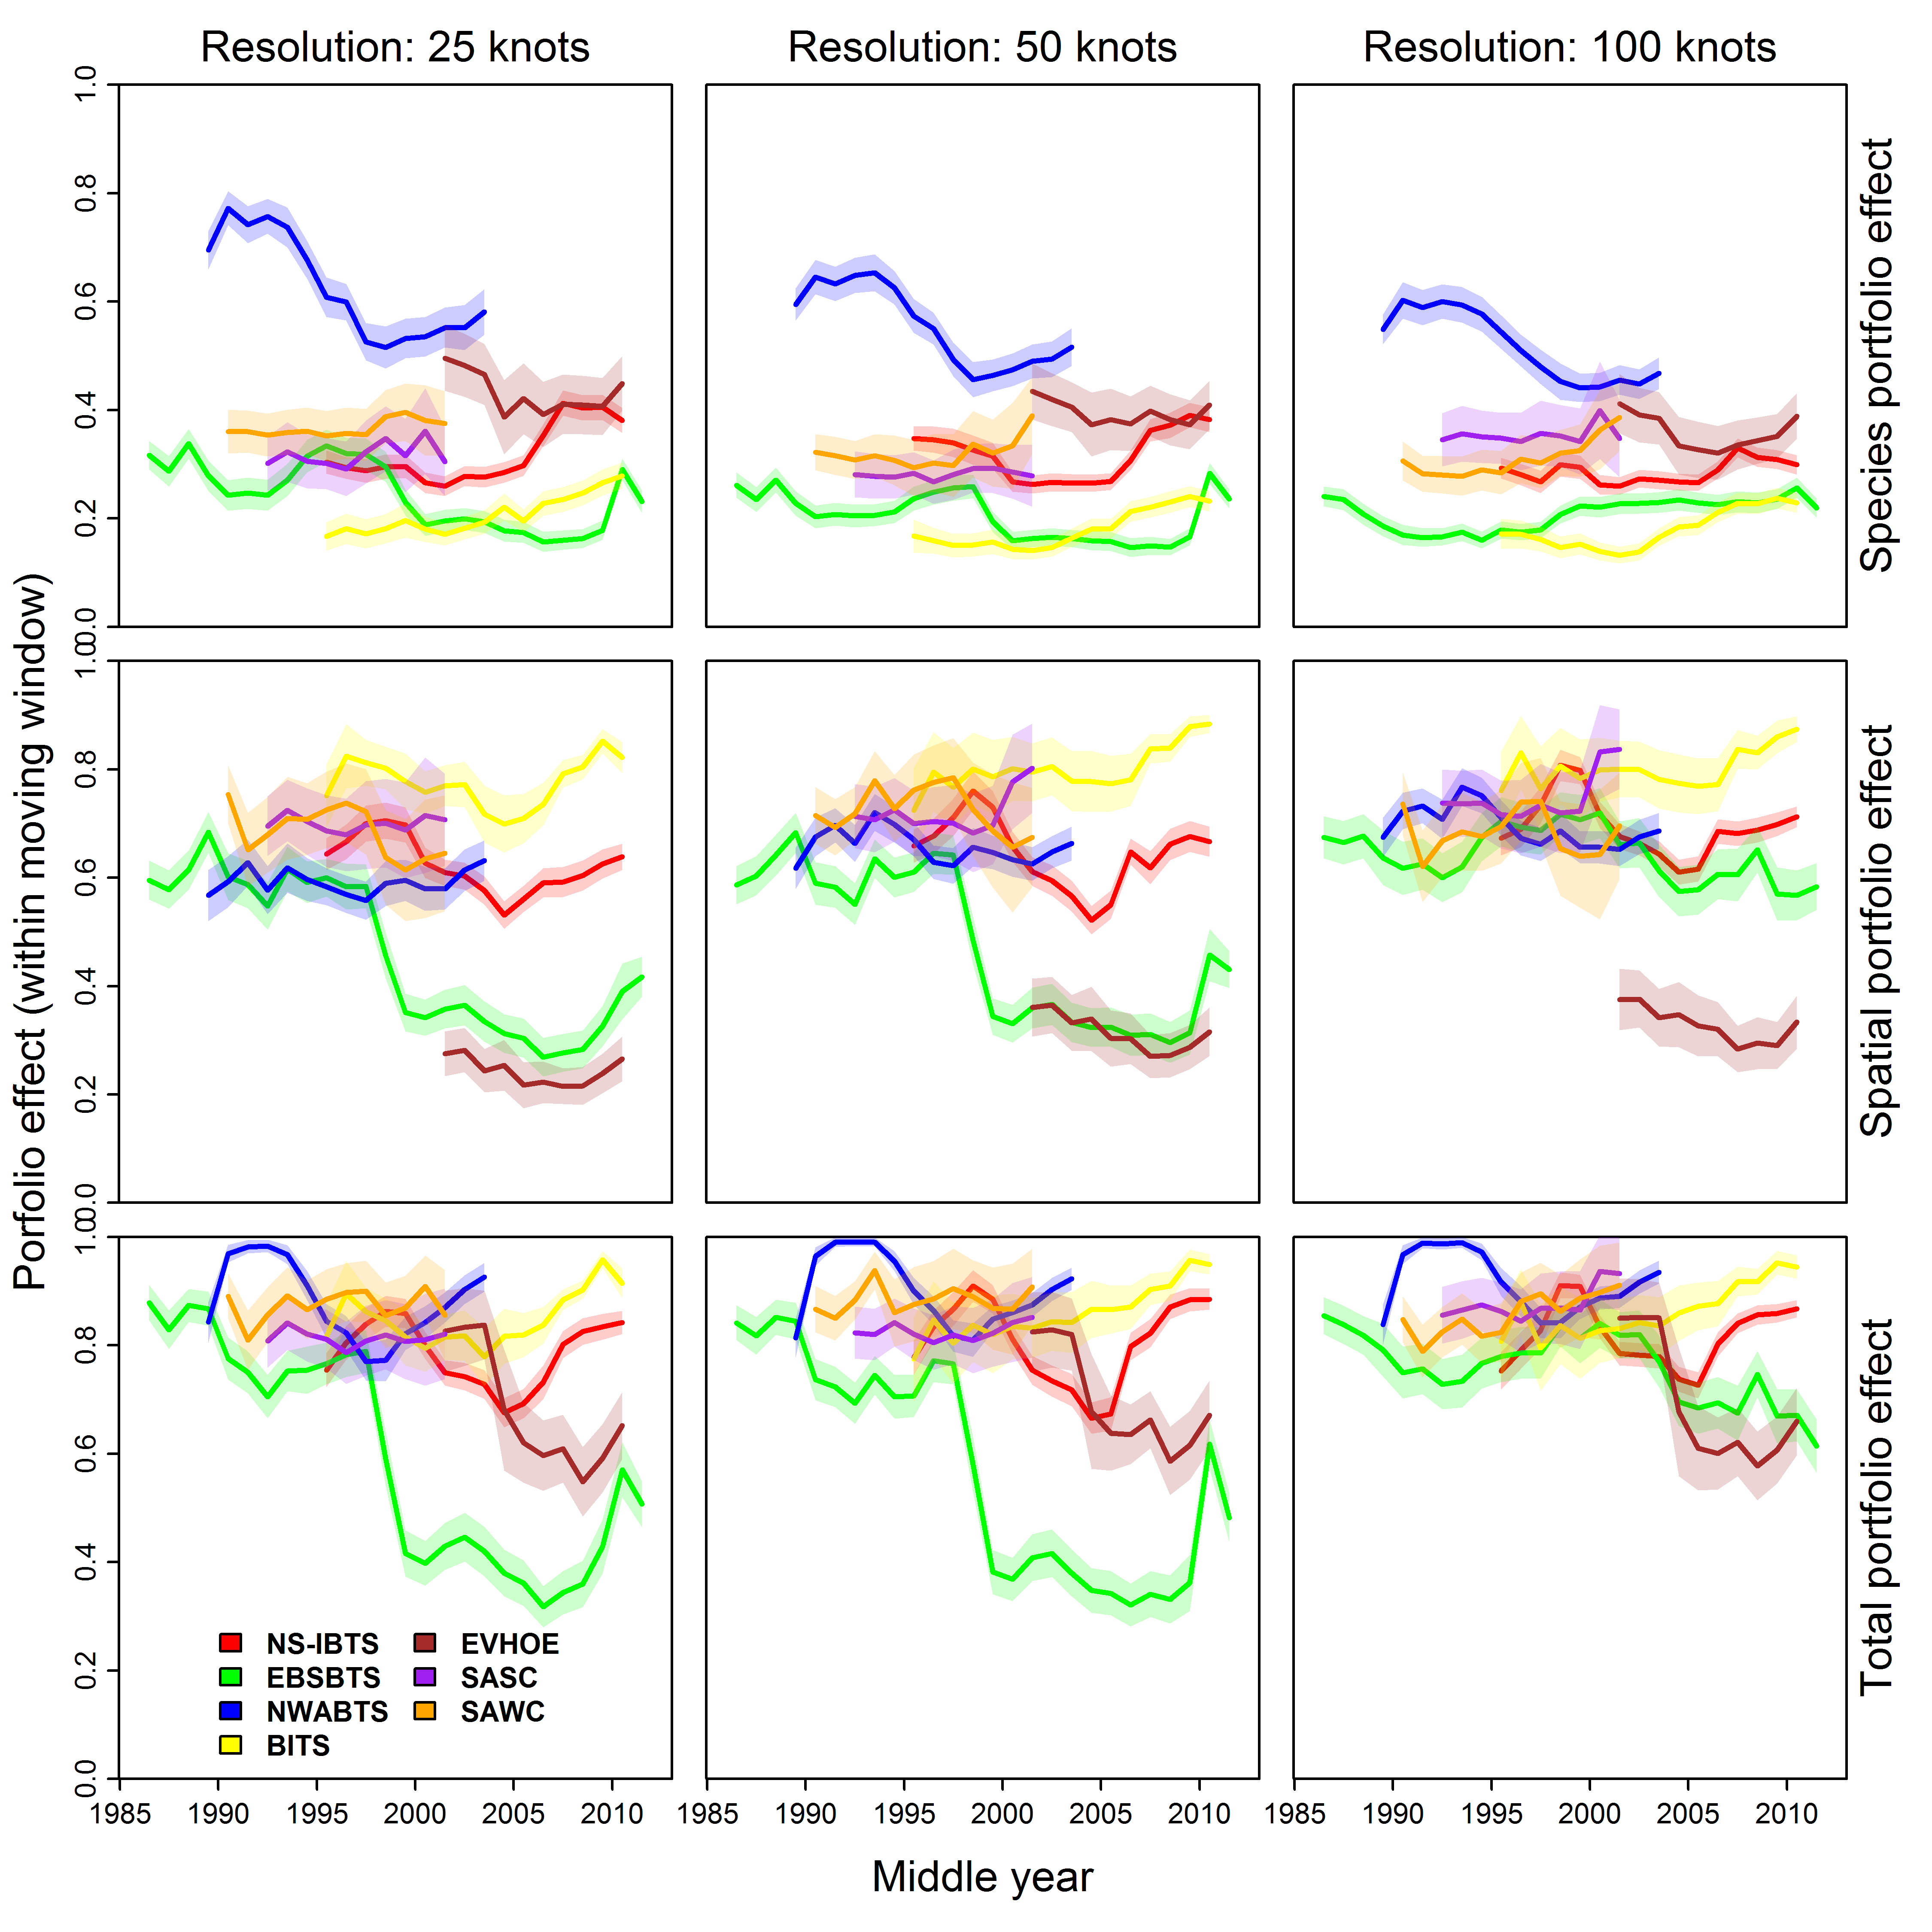 Resolution: 25 knots
Resolution: 50 knots
Resolution: 100 knots
Porfolio effect (within moving window)
0.0 0.2 0.4 0.6 0.8 1.0
Species portfolio effect
0.0 0.2 0.4 0.6 0.8 1.0
Spatial portfolio effect
0.0 0.2 0.4 0.6 0.8 1.0
Total portfolio effect
NS-IBTS
EBSBTS
NWABTS
BITS
EVHOE
SASC
SAWC
1985 1990 1995 2000 2005 2010
1985 1990 1995 2000 2005 2010
1985 1990 1995 2000 2005 2010
Middle year